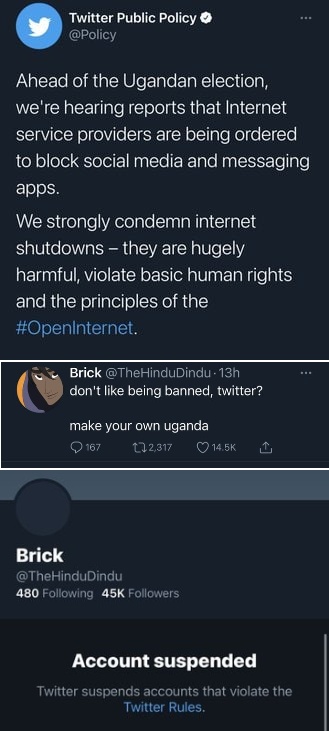 Twitter Public Policy
@Policy
Ahead of the Ugandan election,
we're hearing reports that Internet
service providers are being ordered
to block social media and messaging
apps.
We strongly condemn internet
shutdowns – they are hugely
harmful, violate basic human rights
and the principles of the
#OpenInternet.
Brick @TheHinduDindu · 13h
don't like being banned, twitter?
make your own uganda
167 2,317 14.5K
Brick
@TheHinduDindu
480 Following 45K Followers
Account suspended
Twitter suspends accounts that violate the
Twitter Rules.